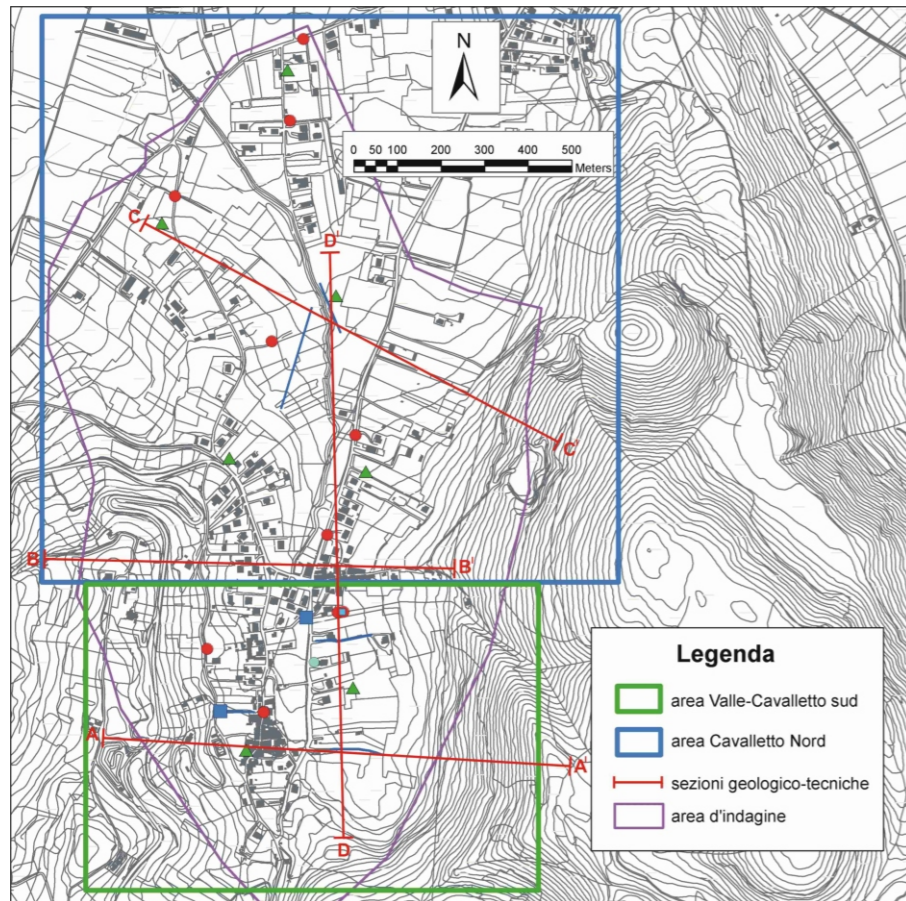 N
0 50 100 200 300 400 500
Meters
C
D'
C'
B
B'
A
A'
D
Legenda
area Valle-Cavalletto sud
area Cavalletto Nord
sezioni geologico-tecniche
area d'indagine